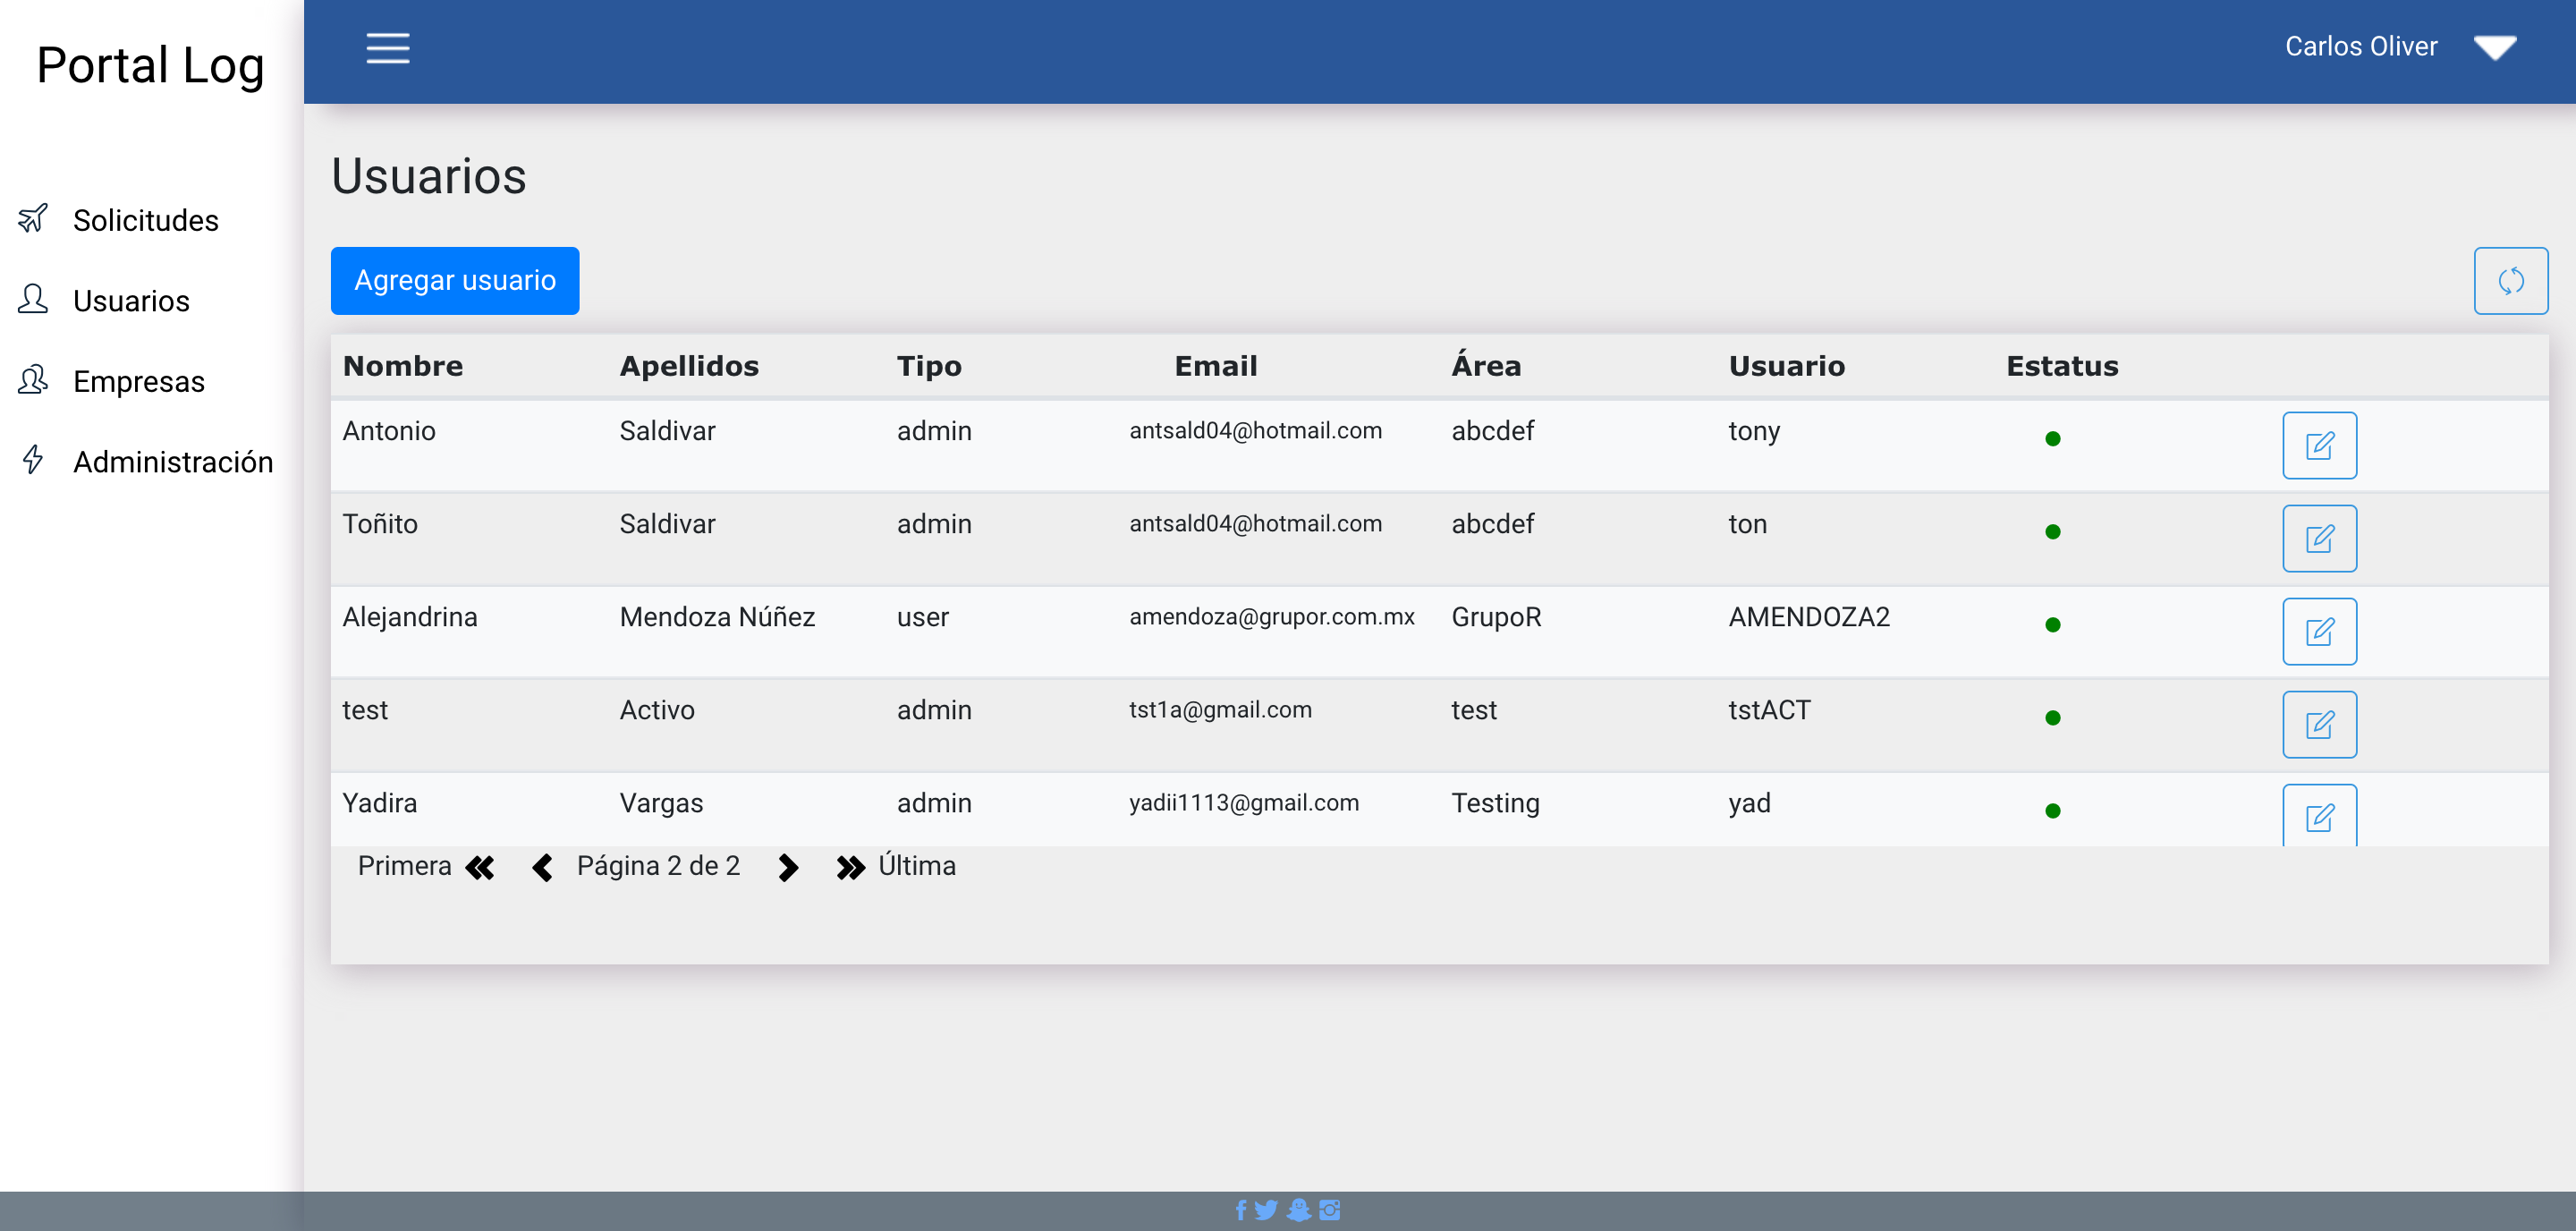 Portal Log
Carlos Oliver
Solicitudes
Usuarios
Empresas
Administración
Usuarios
Agregar usuario
Nombre Apellidos Tipo Email Área Usuario Estatus
Antonio Saldivar admin antsald04@hotmail.com abcdef tony
Toñito Saldivar admin antsald04@hotmail.com abcdef ton
Alejandrina Mendoza Núñez user amendoza@grupor.com.mx GrupoR AMENDOZA2
test Activo admin tst1a@gmail.com test tstACT
Yadira Vargas admin yadii1113@gmail.com Testing yad
Primera Página 2 de 2 Última